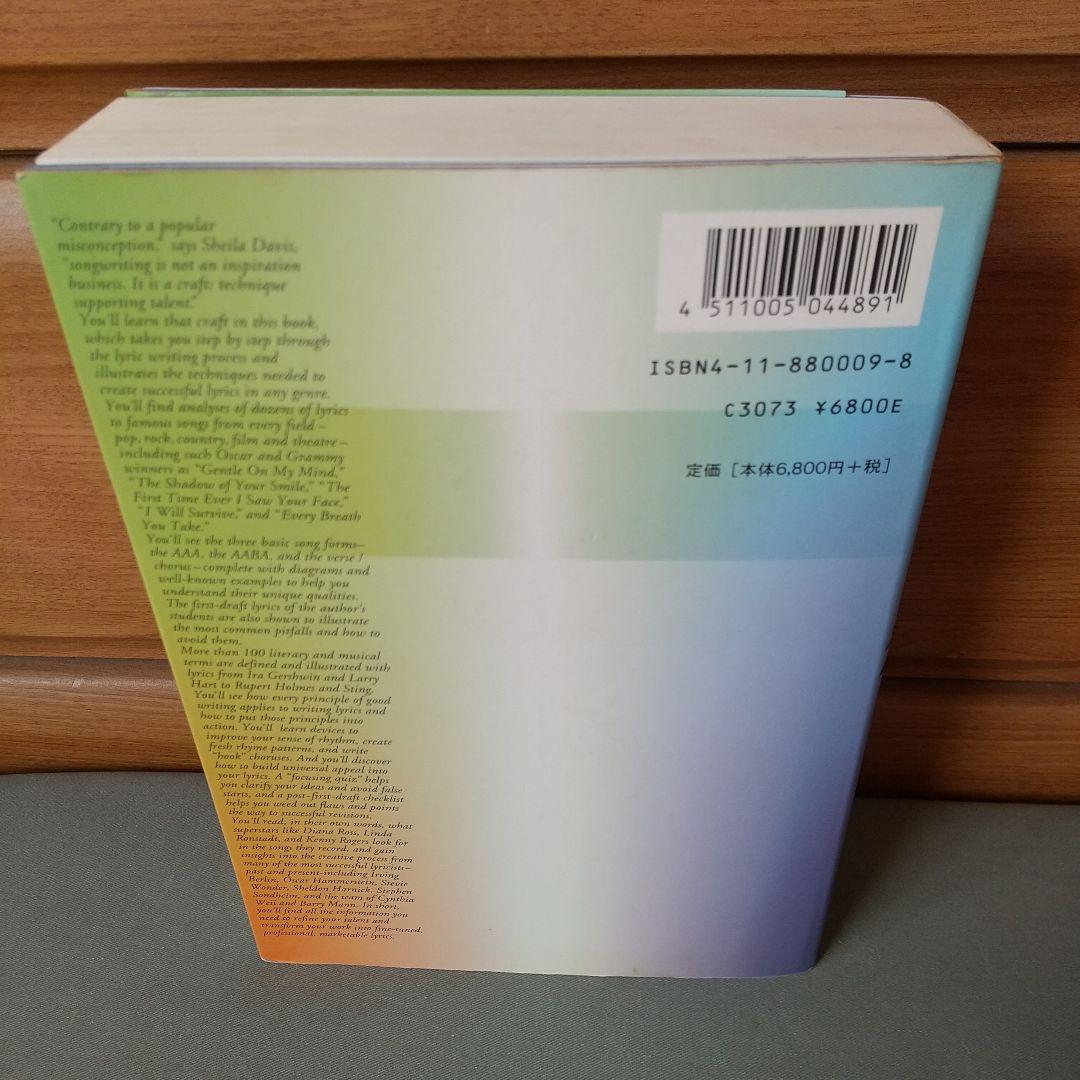 "Contrary to a popular
misconception," says Sheila Davis,
"songwriting is not an inspiration
business. It is a craft: technique
supporting talent."
You'll learn that craft in this book,
which takes you step by step through
the lyric writing process and
illustrates the techniques needed to
create successful lyrics in any genre.
You'll find analyses of dozens of lyrics
to famous songs from every field—
pop, rock, country, film and theatre—
including such Oscar and Grammy
winners as "Gentle On My Mind,"
"The Shadow of Your Smile," "The
First Time Ever I Saw Your Face,"
"I Will Survive," and "Every Breath
You Take."
You'll see the three basic song forms—
the AAA, the AABA, and the verse /
chorus—complete with diagrams and
well-known examples to help you
understand their unique qualities.
The first-draft lyrics of the author's
students are also shown to illustrate
the most common pitfalls and how to
avoid them.
More than 100 literary and musical
terms are defined and illustrated with
lyrics from Ira Gershwin and Larry
Hart to Rupert Holmes and Sting.
You'll see how every principle of good
writing applies to writing lyrics and
how to put those principles into
action. You'll learn devices to
improve your sense of rhythm, create
fresh rhyme patterns, and write
"hook" choruses. And you'll discover
how to build universal appeal into
your lyrics. A "focusing quiz" helps
you clarify your ideas and avoid false
starts, and a post-first-draft checklist
helps you weed out flaws and points
the way to successful revisions.
You'll read, in their own words, what
superstars like Diana Ross, Linda
Ronstadt, and Kenny Rogers look for
in the songs they record, and gain
insights into the creative process from
many of the most successful lyricists—
past and present-including Irving
Berlin, Oscar Hammerstein, Stevie
Wonder, Sheldon Harnick, Stephen
Sondheim, and the team of Cynthia
Weil and Barry Mann. In short,
you'll find all the information you
need to refine your talent and
transform your work into fine-tuned,
professional, marketable lyrics.
4 511005 044891
ISBN4-11-880009-8
C3073 ¥6800E
定価 [本体6,800円+税]